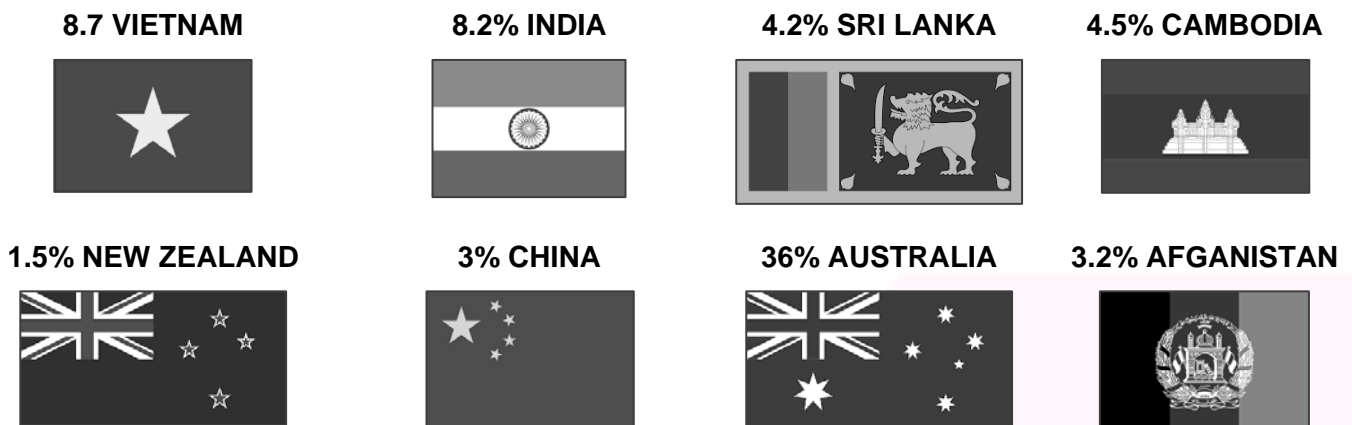 8.7 VIETNAM 8.2% INDIA 4.2% SRI LANKA 4.5% CAMBODIA
1.5% NEW ZEALAND 3% CHINA 36% AUSTRALIA 3.2% AFGANISTAN